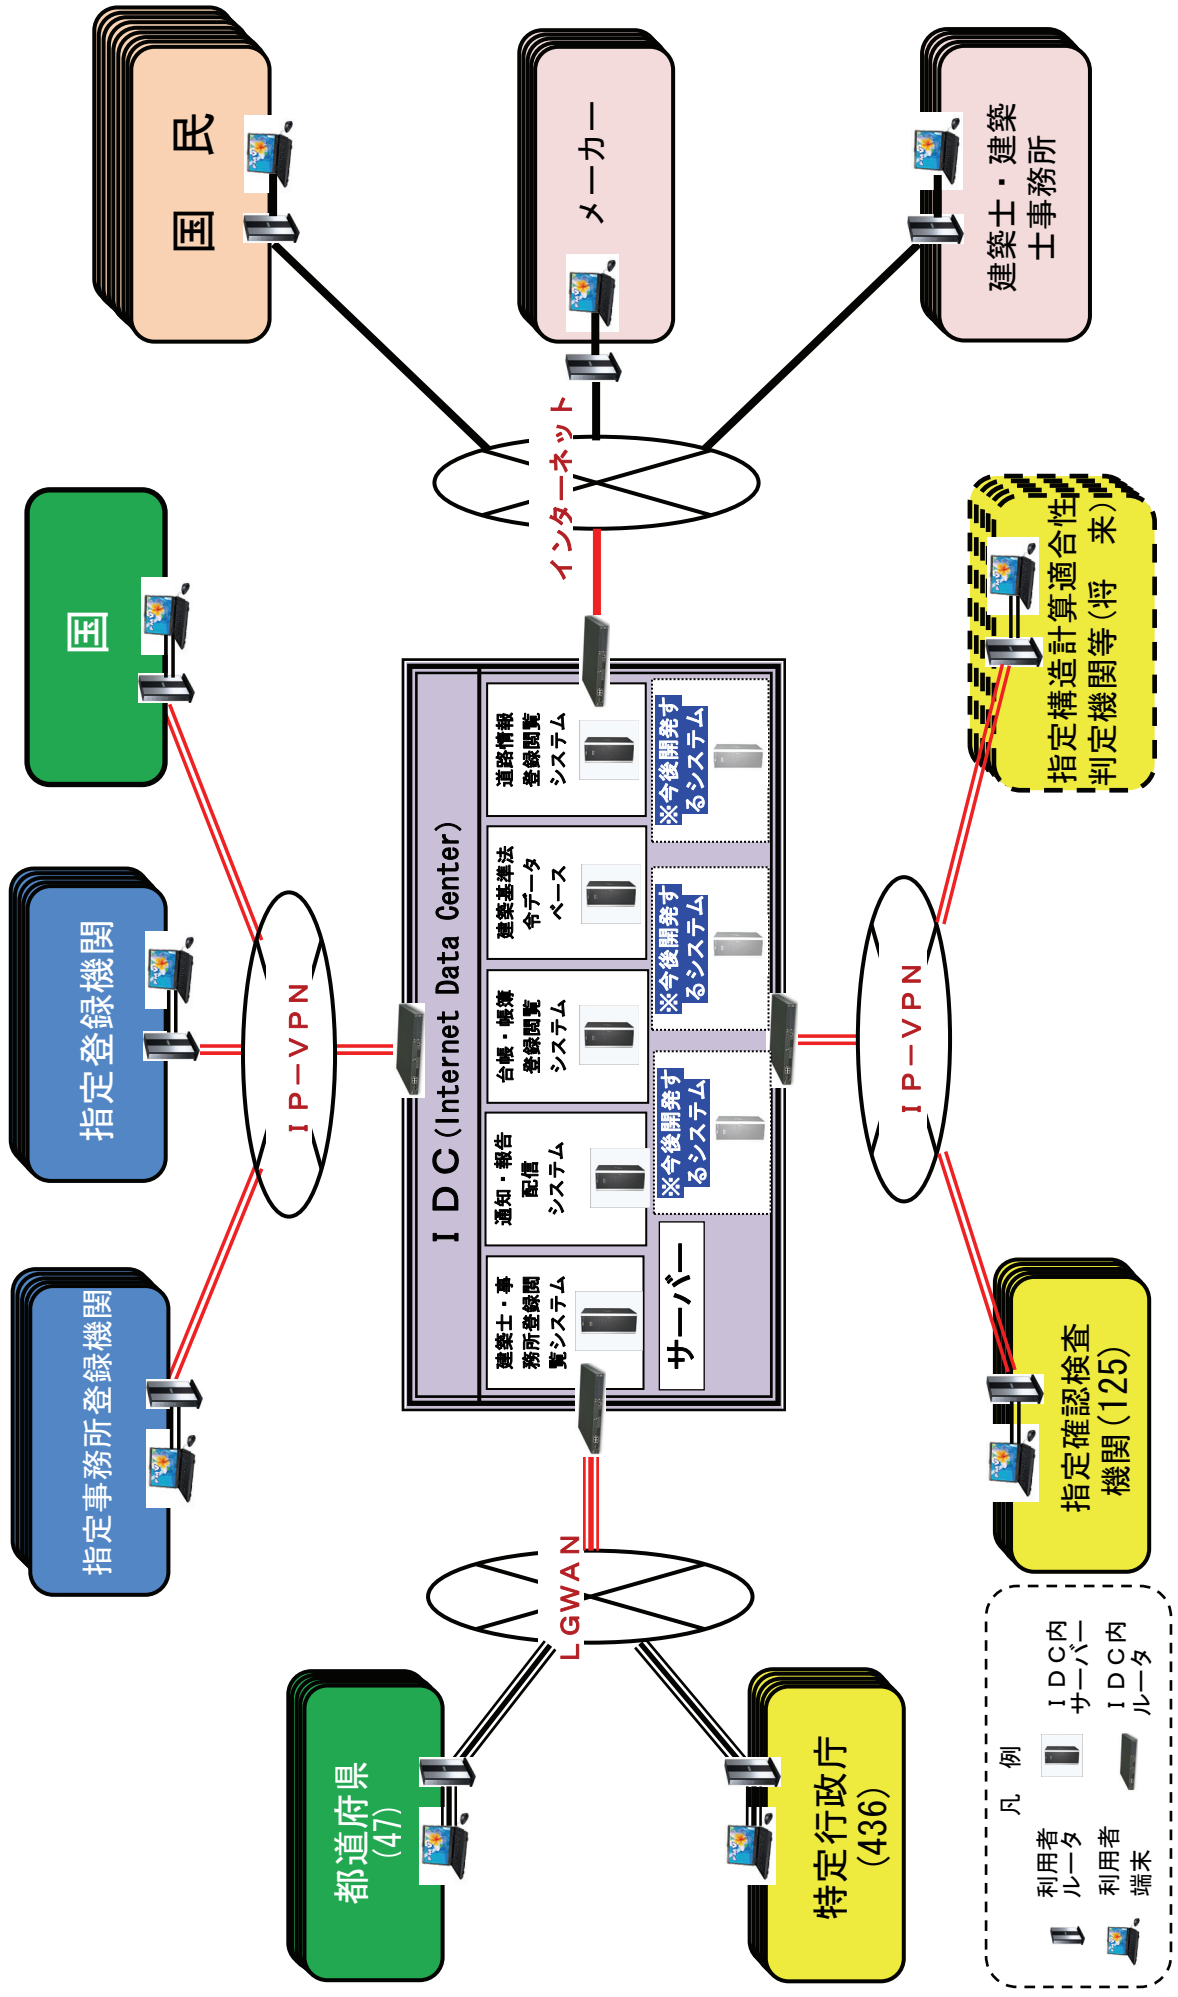 指定事務所登録機関
指定登録機関
国
国　民
ＩＰ－ＶＰＮ
都道府県
(47)
ＬＧＷＡＮ
ＩＤＣ(Internet Data Center)
建築士・事
務所登録閲
覧システム
通知・報告
配信
システム
台帳・帳簿
登録閲覧
システム
建築基準法
令データ
ベース
道路情報
登録閲覧
システム
サーバー
※今後開発す
るシステム
※今後開発す
るシステム
※今後開発す
るシステム
インターネット
メーカー
特定行政庁
(436)
ＩＰ－ＶＰＮ
建築士・建築
士事務所
指定確認検査
機関(125)
指定構造計算適合性
判定機関等(将　来)
凡　例
利用者
ルータ
ＩＤＣ内
サーバー
利用者
端末
ＩＤＣ内
ルータ